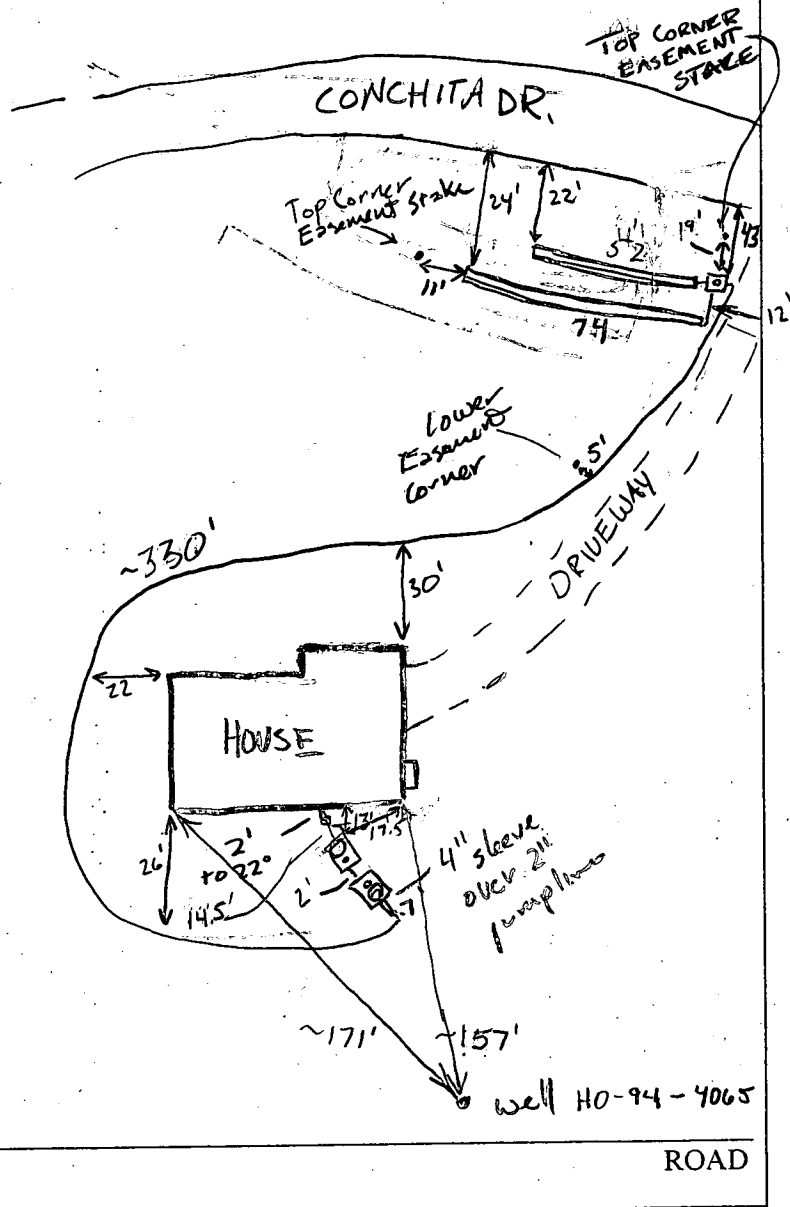 TOP CORNER
EASEMENT
STAKE
CONCHITA DR.
Top Corner
Easement Stake
24'
22'
19'
43
11'
74
12'
Lower
Easement
Corner
5'
DRIVEWAY
~330'
30'
22
HOUSE
13'
17.5
2'
to 22°
26'
14.5'
2'
7
4" sleeve
over 2"
pumpline
~171'
~157'
well HO-94-4065
ROAD